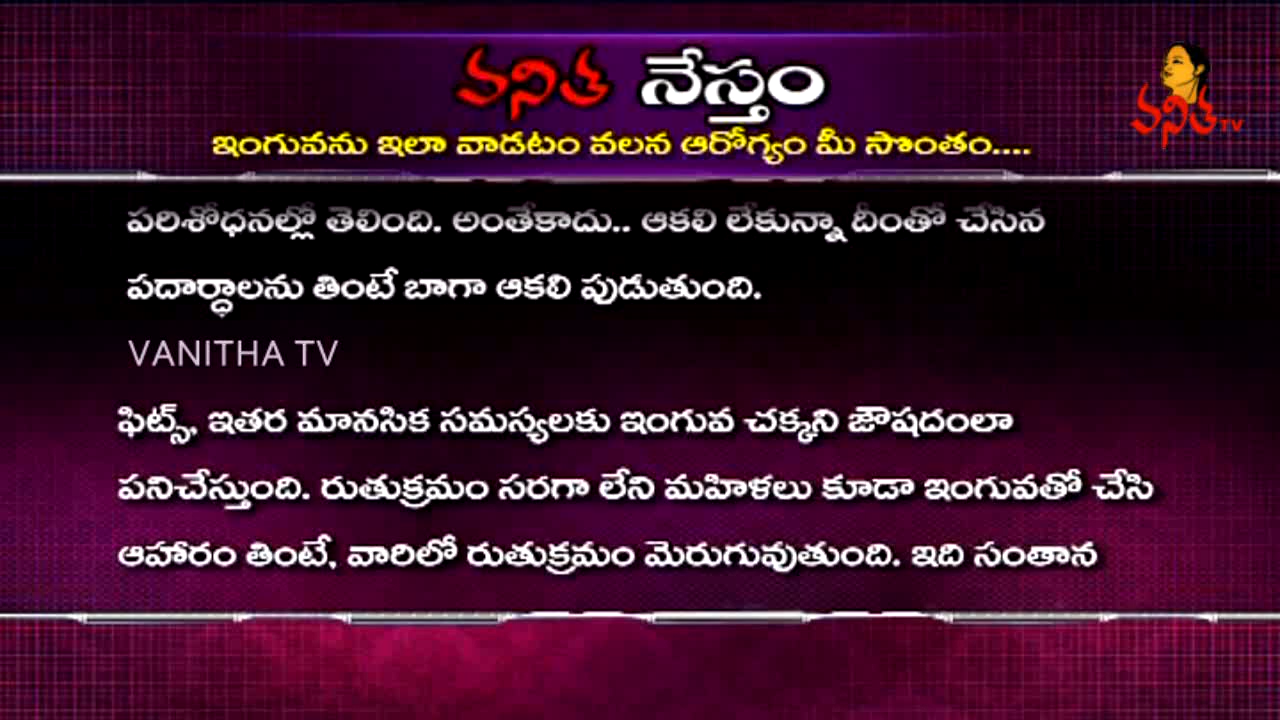 వనిత నేస్తం
వనిత TV
ఇంగువను ఇలా వాడటం వలన ఆరోగ్యం మీ సొంతం....
పరిశోధనల్లో తెలింది. అంతేకాదు.. ఆకలి లేకున్నా దీంతో చేసిన
పదార్ధాలను తింటే బాగా ఆకలి పుడుతుంది.
VANITHA TV
ఫిట్స్, ఇతర మానసిక సమస్యలకు ఇంగువ చక్కని ఔషదంలా
పనిచేస్తుంది. రుతుక్రమం సరగా లేని మహిళలు కూడా ఇంగువతో చేసి
ఆహారం తింటే, వారిలో రుతుక్రమం మెరుగువుతుంది. ఇది సంతాన